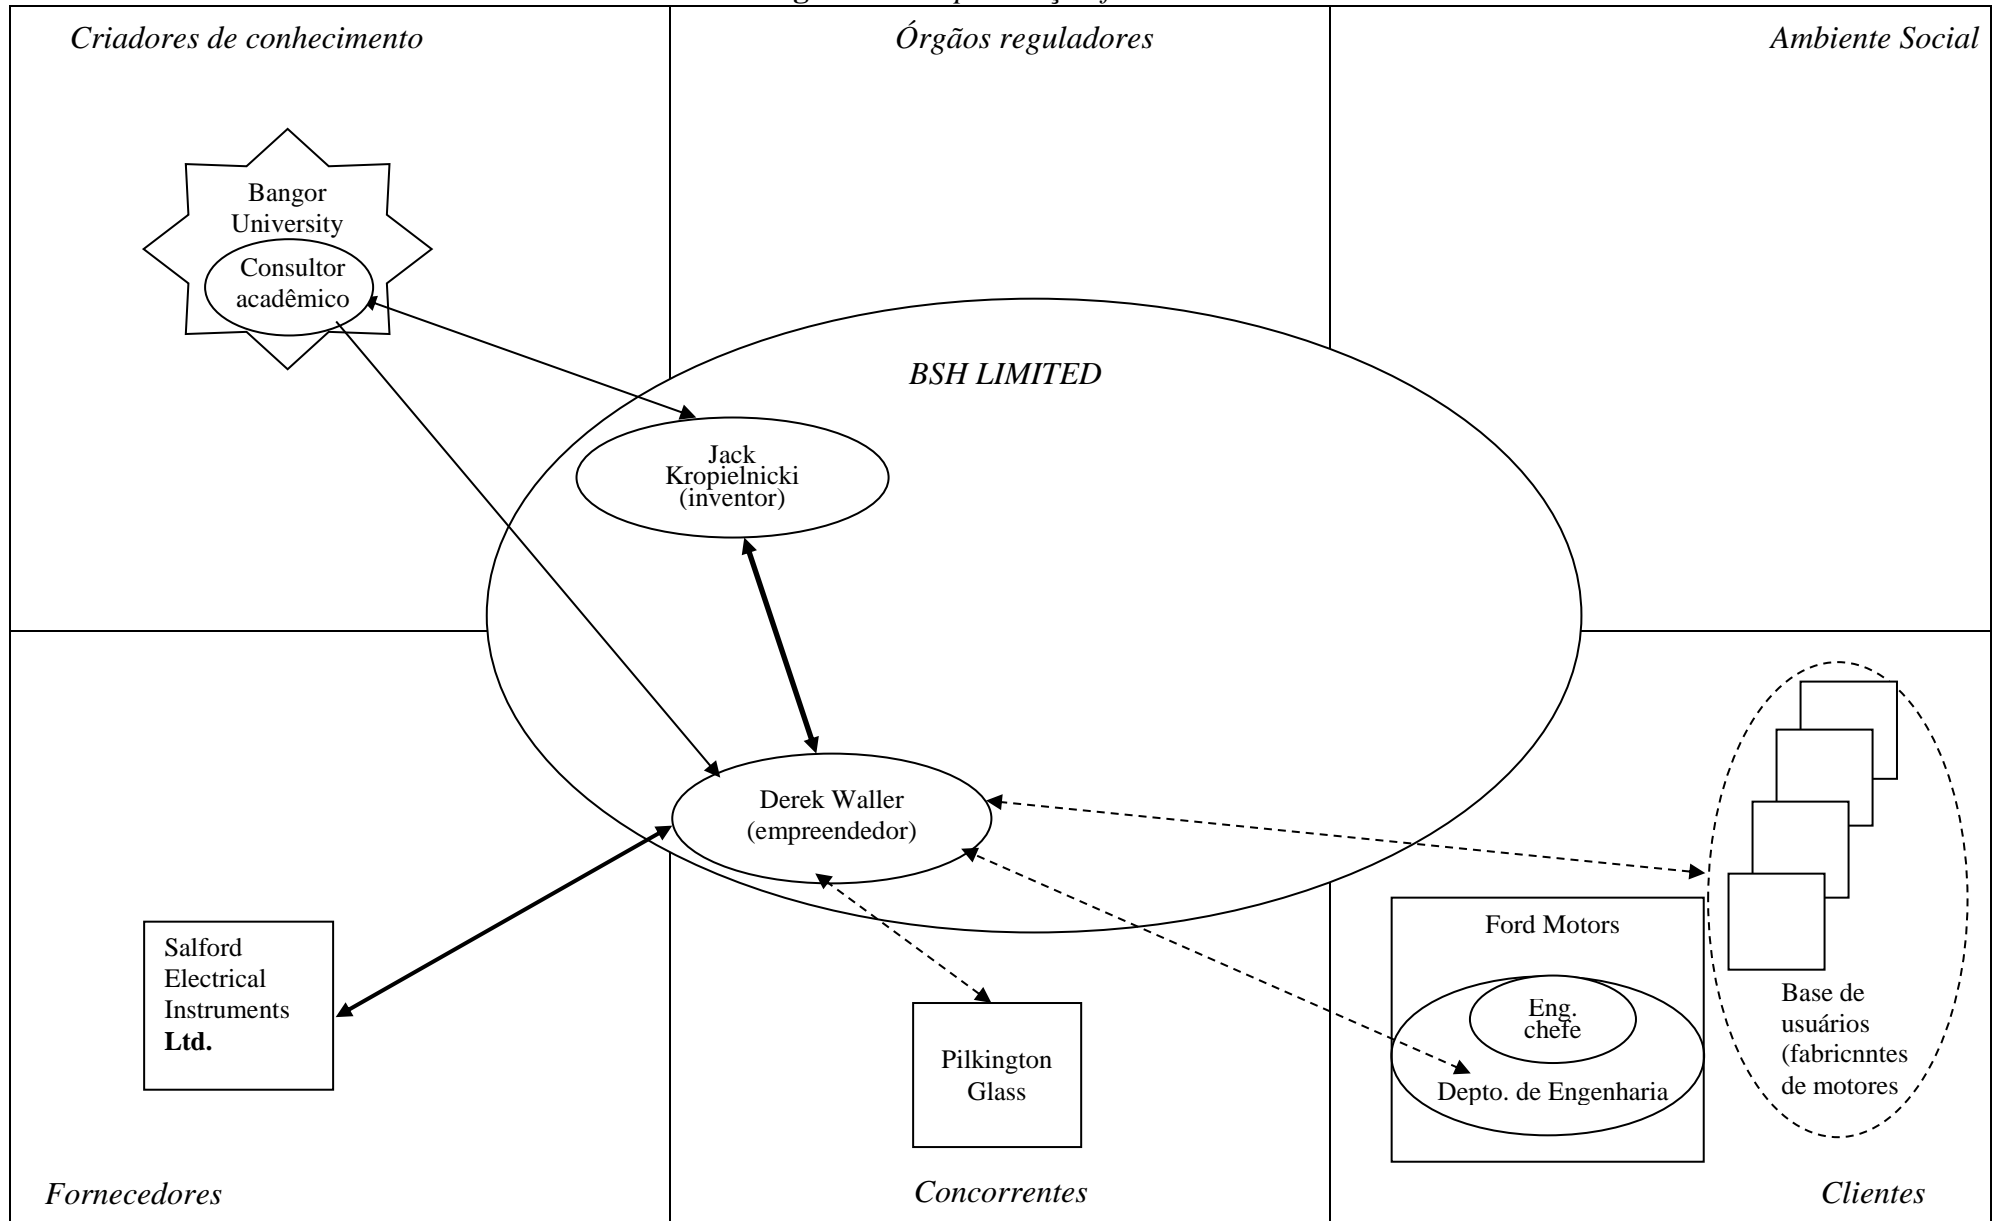 Criadores de conhecimento
Órgãos reguladores
Ambiente Social
Bangor
University
Consultor
acadêmico
BSH LIMITED
Jack
Kropielnicki
(inventor)
Derek Waller
(empreendedor)
Salford
Electrical
Instruments
Ltd.
Pilkington
Glass
Ford Motors
Eng.
chefe
Depto. de Engenharia
Base de
usuários
(fabricnntes
de motores
Fornecedores
Concorrentes
Clientes